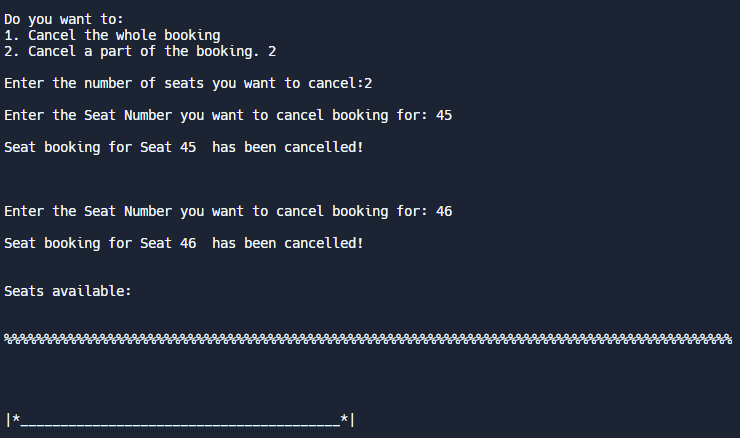 Do you want to:
1. Cancel the whole booking
2. Cancel a part of the booking. 2
Enter the number of seats you want to cancel:2
Enter the Seat Number you want to cancel booking for: 45
Seat booking for Seat 45  has been cancelled!
Enter the Seat Number you want to cancel booking for: 46
Seat booking for Seat 46  has been cancelled!
Seats available:
%%%%%%%%%%%%%%%%%%%%%%%%%%%%%%%%%%%%%%%%%%%%%%%%%%%%%%%%%%%%%%%%%%%%%%%%%%%%%%%%%%%%%%%%%%%%%
|*________________________________________*|